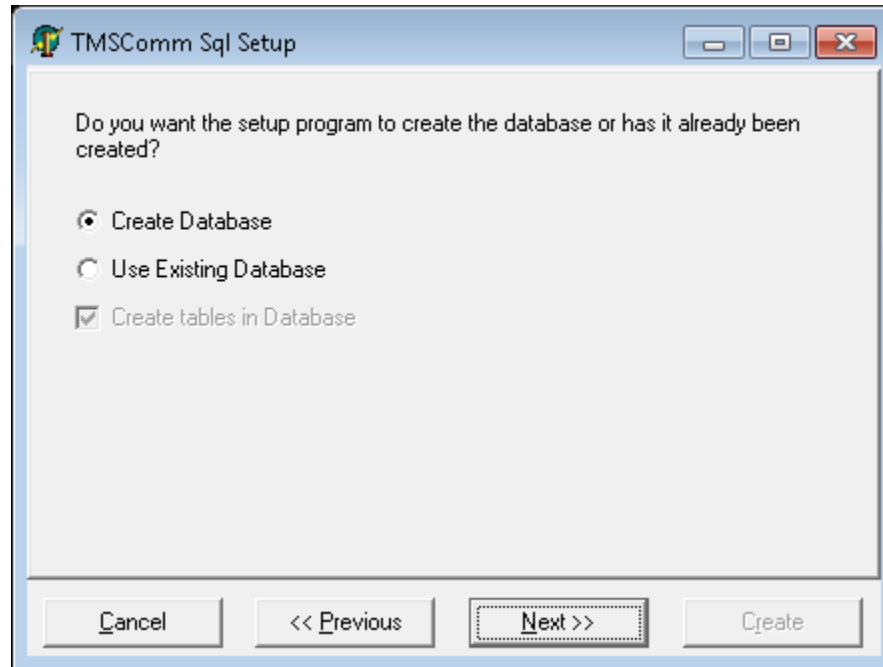 TMSComm Sql Setup
Do you want the setup program to create the database or has it already been
created?
Create Database
Use Existing Database
Create tables in Database
Cancel
<< Previous
Next >>
Create